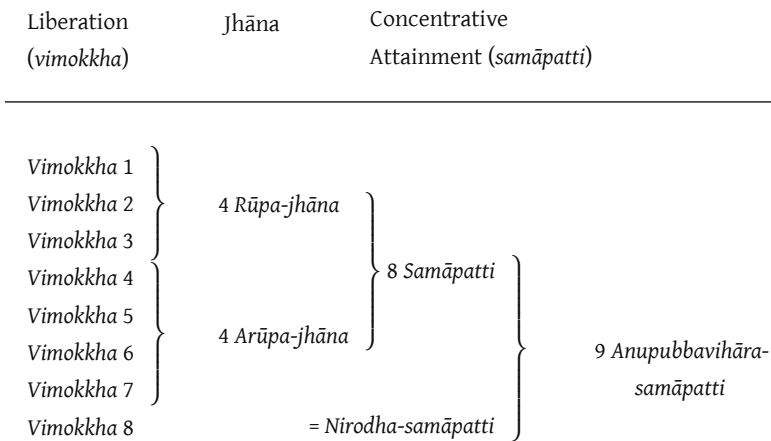 Liberation Jhāna Concentrative
(vimokkha) Attainment (samāpatti)
Vimokkha 1
Vimokkha 2 4 Rūpa-jhāna
Vimokkha 3
Vimokkha 4 8 Samāpatti
Vimokkha 5
4 Arūpa-jhāna
Vimokkha 6 9 Anupubbavihāra-
Vimokkha 7 samāpatti
Vimokkha 8 = Nirodha-samāpatti